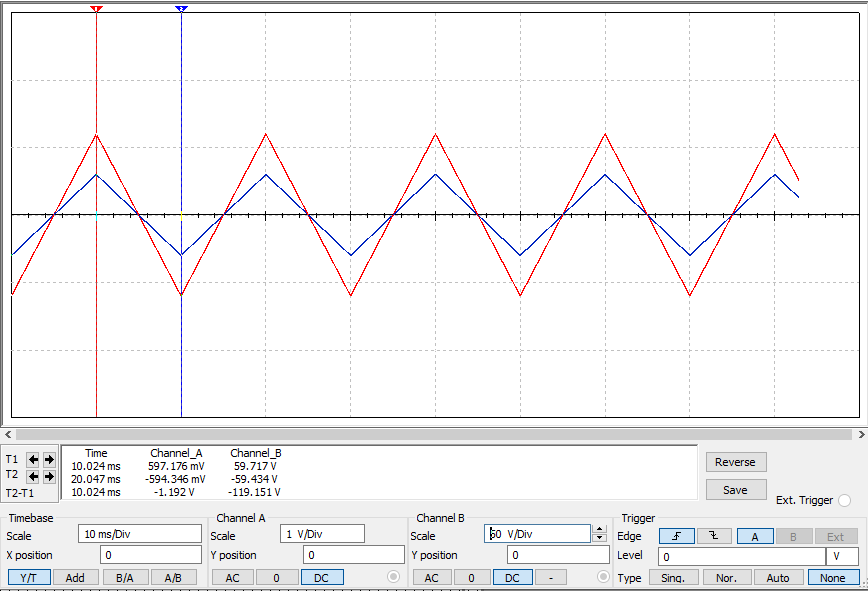 Time Channel_A Channel_B
T1 10.024 ms 597.176 mV 59.717 V
T2 20.047 ms -594.346 mV -59.434 V
T2-T1 10.024 ms -1.192 V -119.151 V
Reverse
Save
Ext. Trigger
Timebase
Scale 10 ms/Div
X position 0
Y/T Add B/A A/B
Channel A
Scale 1 V/Div
Y position 0
AC 0 DC
Channel B
Scale V/Div
Y position 0
AC 0 DC -
Trigger
Edge A B Ext
Level 0 V
Type Sing. Nor. Auto None